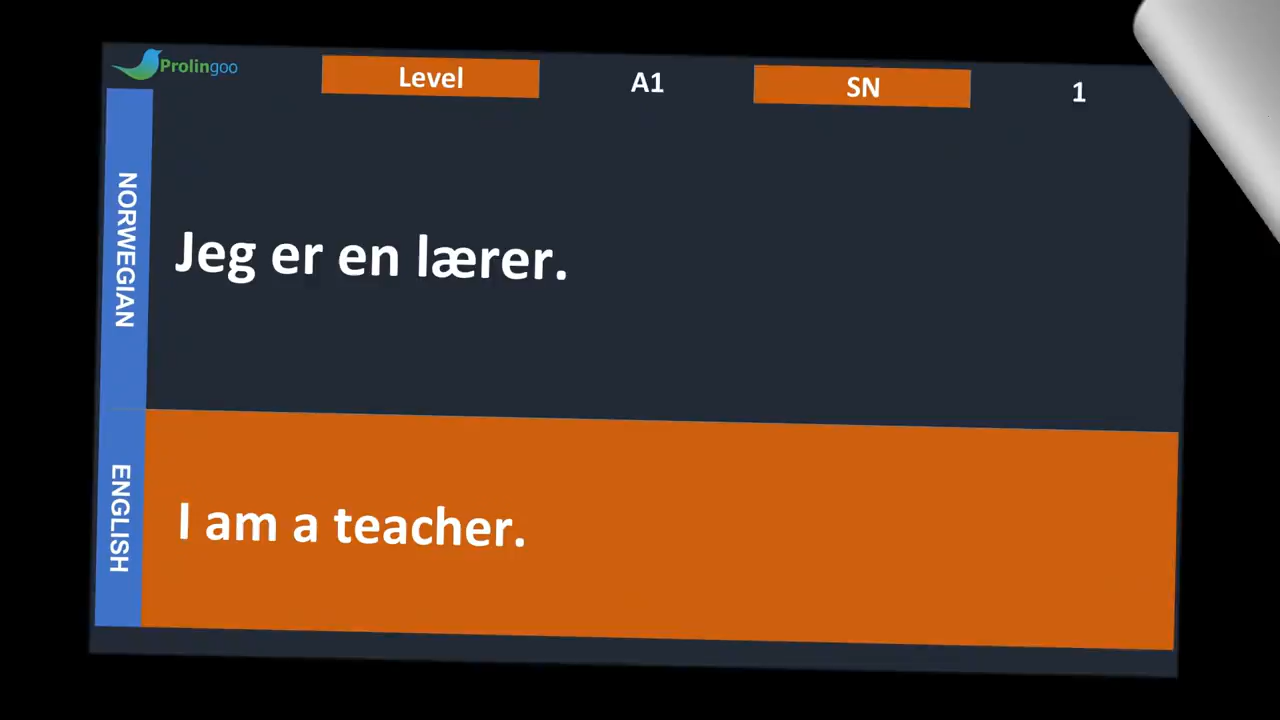 Prolingoo
Level A1 SN 1
NORWEGIAN
Jeg er en lærer.
ENGLISH
I am a teacher.